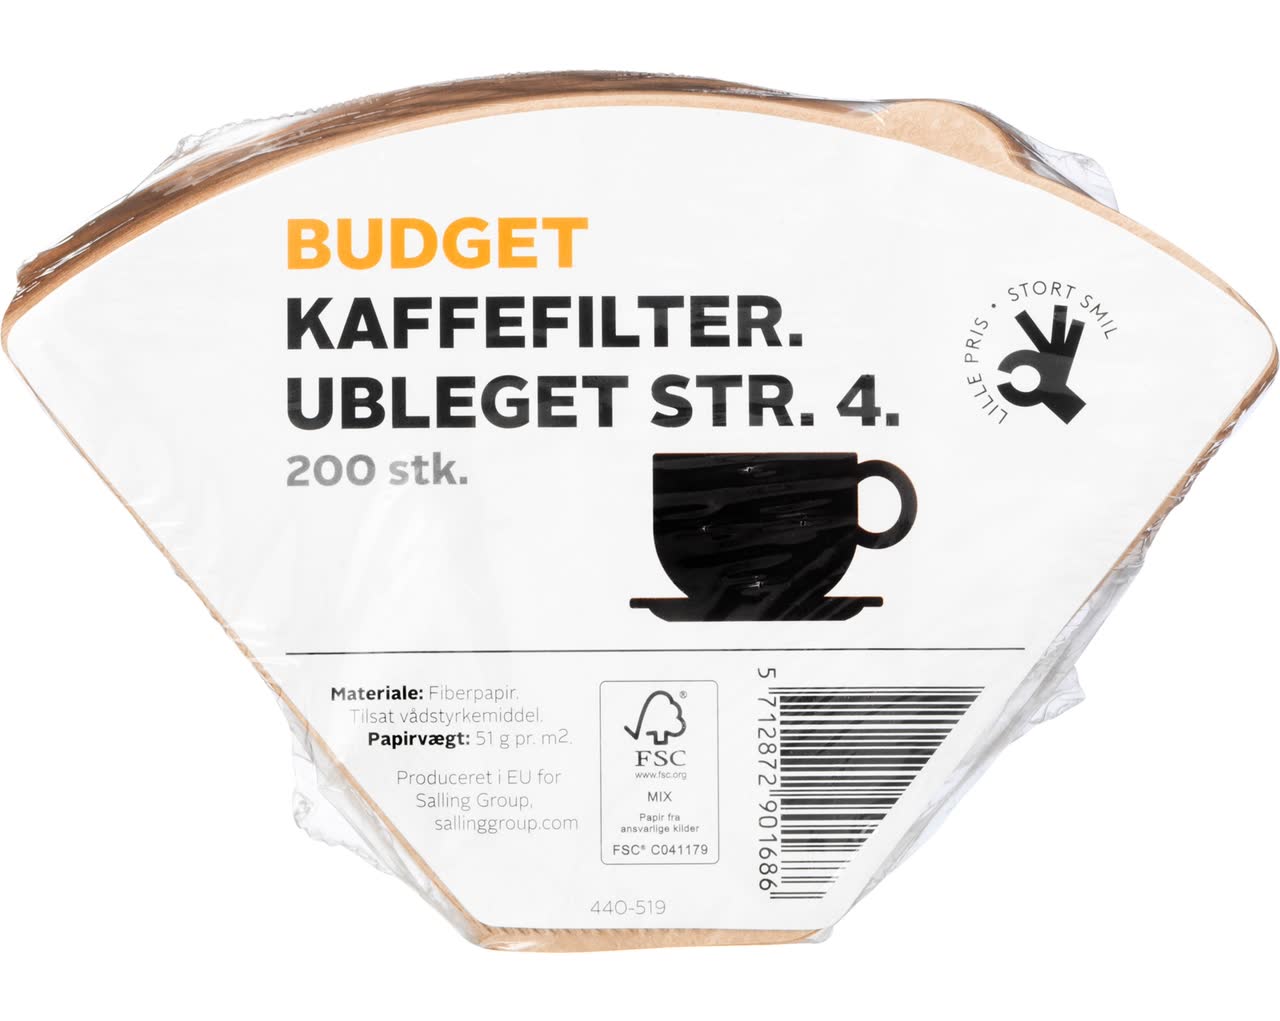 BUDGET
KAFFEFILTER.
UBLEGET STR. 4.
200 stk.
LILLE PRIS • STORT SMIL
Materiale: Fiberpapir.
Tilsat vådstyrkemiddel.
Papirvægt: 51 g pr. m2.
Produceret i EU for
Salling Group,
sallinggroup.com
®
FSC
www.fsc.org
MIX
Papir fra
ansvarlige kilder
FSC® C041179
5 712872 901686
440-519